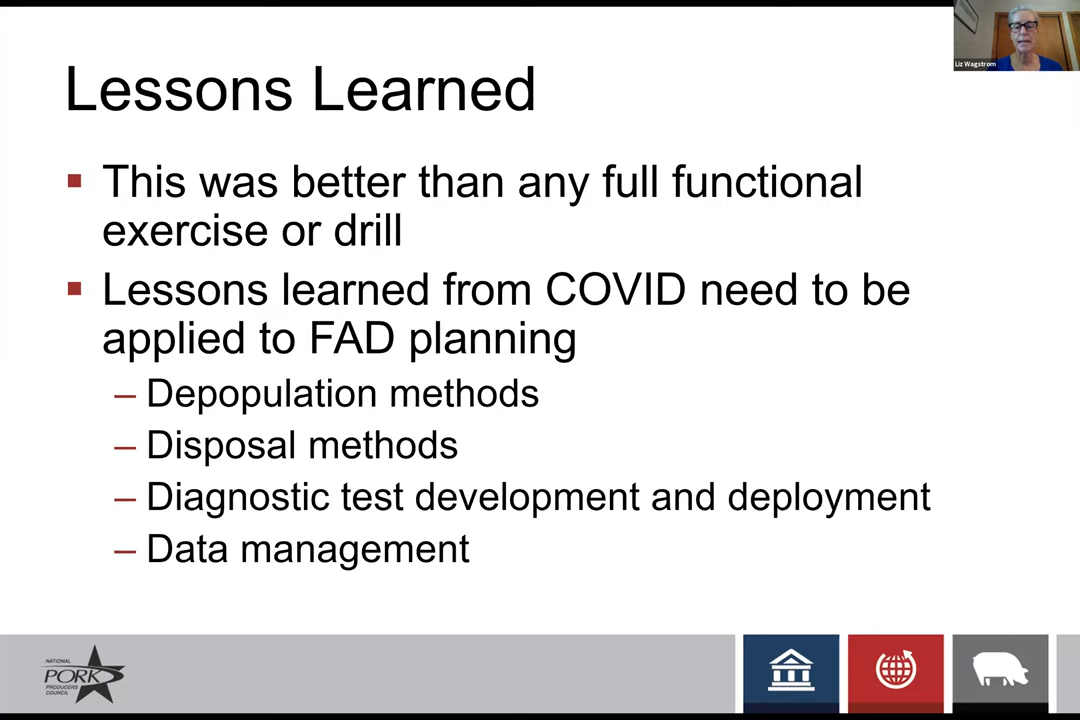 Liz Wagstrom
Lessons Learned
▪ This was better than any full functional
exercise or drill
▪ Lessons learned from COVID need to be
applied to FAD planning
– Depopulation methods
– Disposal methods
– Diagnostic test development and deployment
– Data management
NATIONAL
PORK
PRODUCERS
COUNCIL